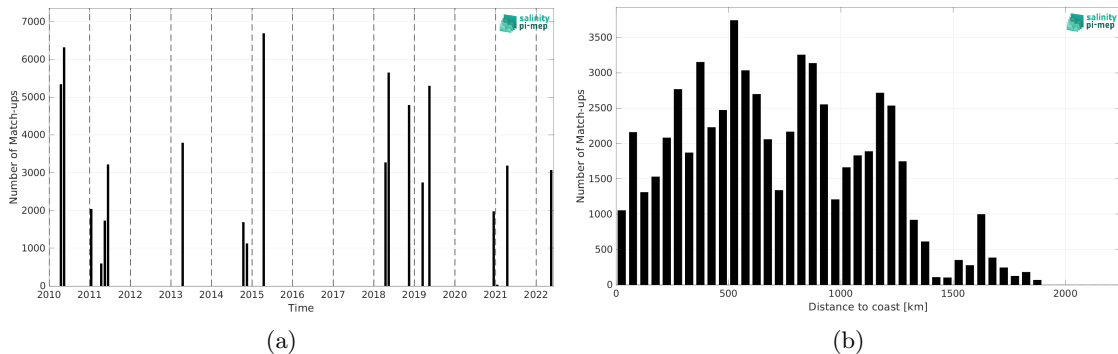 7000
6000
5000
4000
3000
2000
1000
0
Number of Match-ups
2010 2011 2012 2013 2014 2015 2016 2017 2018 2019 2020 2021 2022
Time
salinity
pi-mep
(a)
3500
3000
2500
2000
1500
1000
500
0
Number of Match-ups
0 500 1000 1500 2000
Distance to coast [km]
salinity
pi-mep
(b)